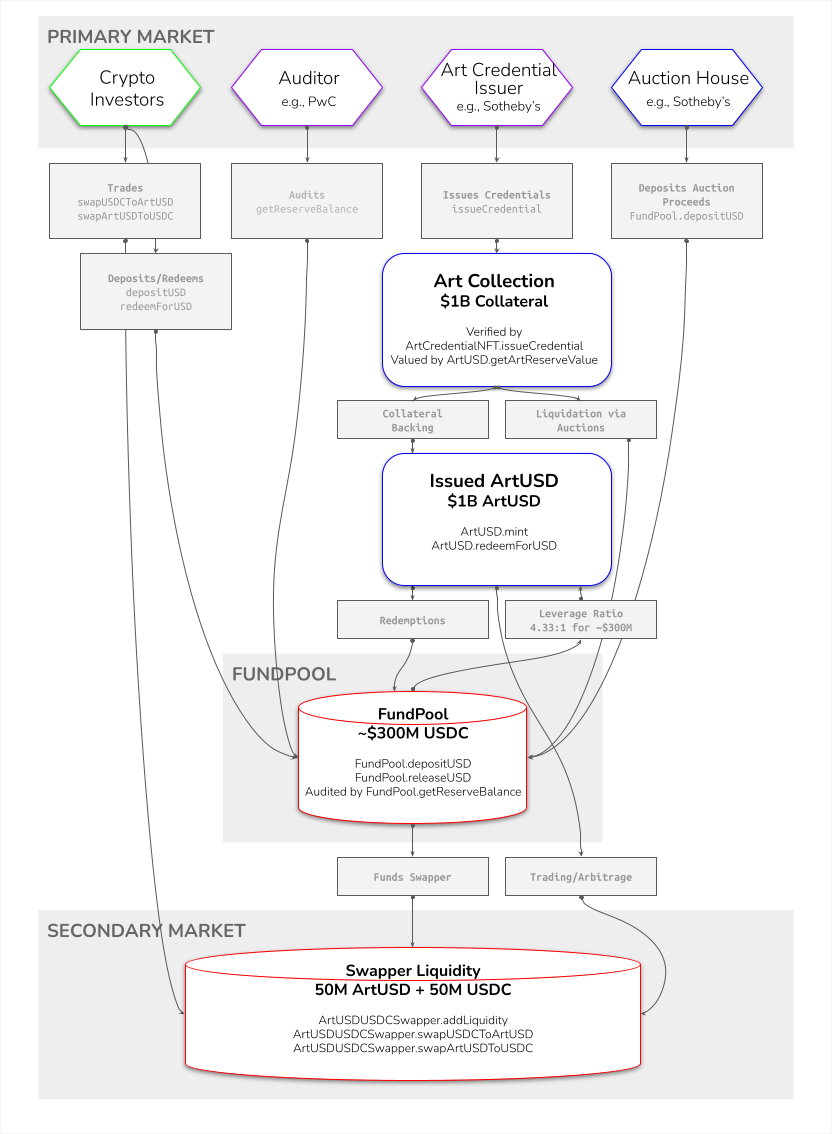 PRIMARY MARKET
Crypto
Investors
Auditor
e.g., PwC
Art Credential
Issuer
e.g., Sotheby's
Auction House
e.g., Sotheby's
Trades
swapUSDCToArtUSD
swapArtUSDToUSDC
Audits
getReserveBalance
Issues Credentials
issueCredential
Deposits Auction
Proceeds
FundPool.depositUSD
Deposits/Redeems
depositUSD
redeemForUSD
Art Collection
$1B Collateral
Verified by
ArtCredentialNFT.issueCredential
Valued by ArtUSD.getArtReserveValue
Collateral
Backing
Liquidation via
Auctions
Issued ArtUSD
$1B ArtUSD
ArtUSD.mint
ArtUSD.redeemForUSD
Redemptions
Leverage Ratio
4.33:1 for ~$300M
FUNDPOOL
FundPool
~$300M USDC
FundPool.depositUSD
FundPool.releaseUSD
Audited by FundPool.getReserveBalance
Funds Swapper
Trading/Arbitrage
SECONDARY MARKET
Swapper Liquidity
50M ArtUSD + 50M USDC
ArtUSDUSDCSwapper.addLiquidity
ArtUSDUSDCSwapper.swapUSDCToArtUSD
ArtUSDUSDCSwapper.swapArtUSDToUSDC